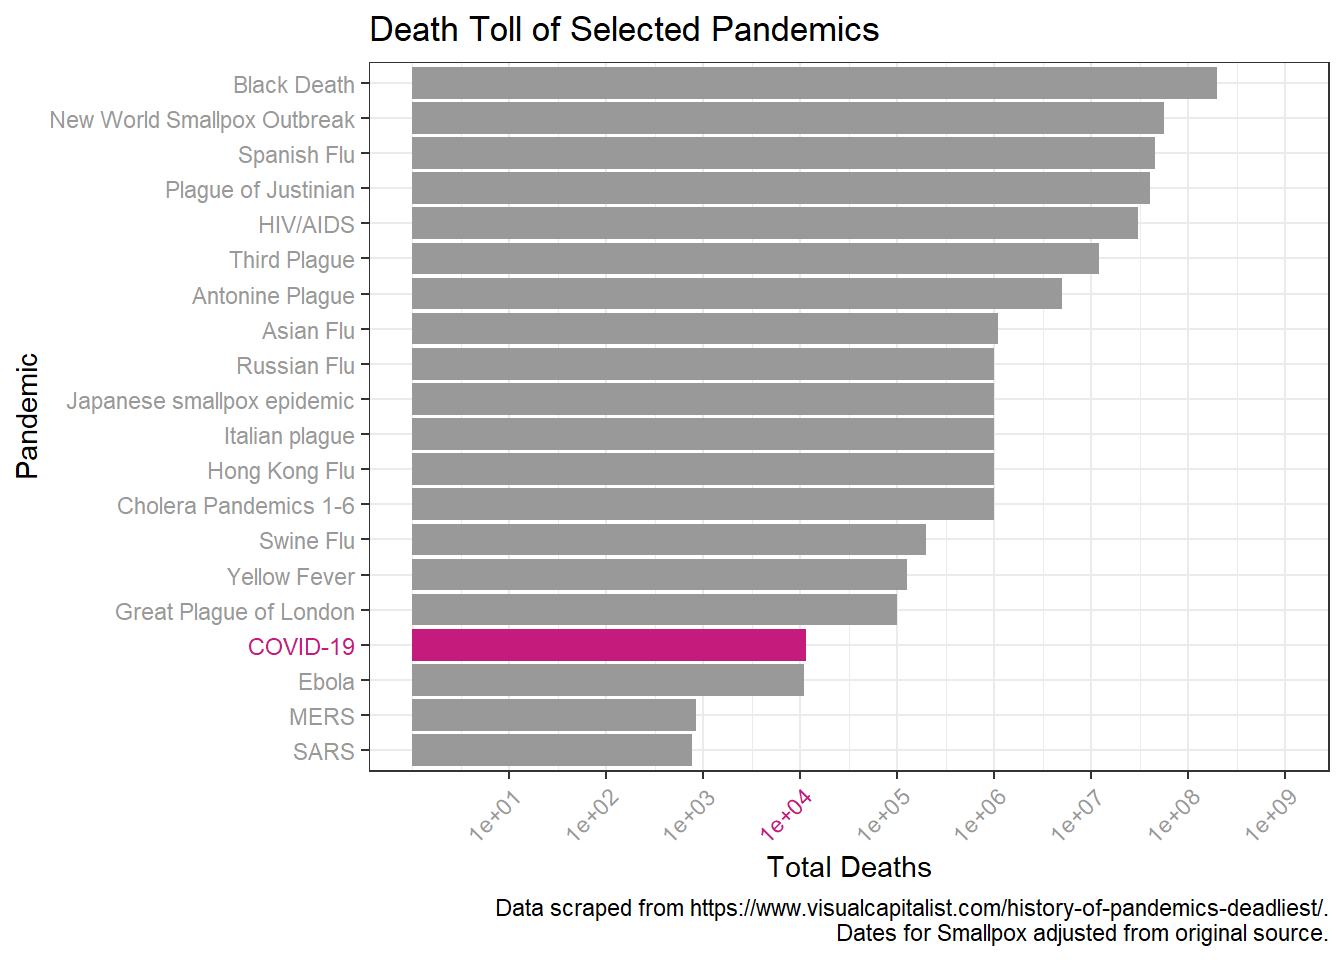 Death Toll of Selected Pandemics
Black Death
New World Smallpox Outbreak
Spanish Flu
Plague of Justinian
HIV/AIDS
Third Plague
Antonine Plague
Asian Flu
Russian Flu
Japanese smallpox epidemic
Italian plague
Hong Kong Flu
Cholera Pandemics 1-6
Swine Flu
Yellow Fever
Great Plague of London
COVID-19
Ebola
MERS
SARS
Pandemic
1e+01 1e+02 1e+03 1e+04 1e+05 1e+06 1e+07 1e+08 1e+09
Total Deaths
Data scraped from https://www.visualcapitalist.com/history-of-pandemics-deadliest/.
Dates for Smallpox adjusted from original source.